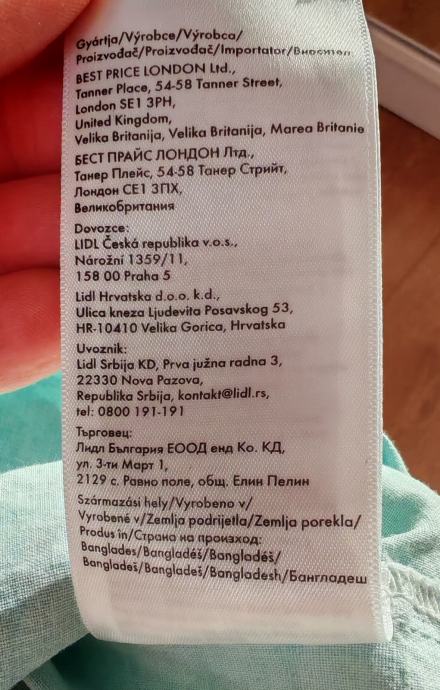 Gyártja/Výrobce/Výrobca/
Proizvođač/Proizvođač/Importator/Вносител
BEST PRICE LONDON Ltd.,
Tanner Place, 54-58 Tanner Street,
London SE1 3PH,
United Kingdom,
Velika Britanija, Velika Britanija, Marea Britanie
БЕСТ ПРАЙС ЛОНДОН Лтд.,
Танер Плейс, 54-58 Танер Стрийт,
Лондон СЕ1 3ПХ,
Великобритания
Dovozce:
LIDL Česká republika v.o.s.,
Nárožní 1359/11,
158 00 Praha 5
Lidl Hrvatska d.o.o. k.d.,
Ulica kneza Ljudevita Posavskog 53,
HR-10410 Velika Gorica, Hrvatska
Uvoznik:
Lidl Srbija KD, Prva južna radna 3,
22330 Nova Pazova,
Republika Srbija, kontakt@lidl.rs,
tel: 0800 191-191
Търговец:
Лидл България ЕООД енд Ко. КД,
ул. 3-ти Март 1,
2129 с. Равно поле, общ. Елин Пелин
Származási hely/Vyrobeno v/
Vyrobené v/Zemlja podrijetla/Zemlja porekla/
Produs în/Страна на произход:
Banglades/Bangladéš/Bangladéš/
Bangladeš/Bangladeš/Bangladesh/Бангладеш